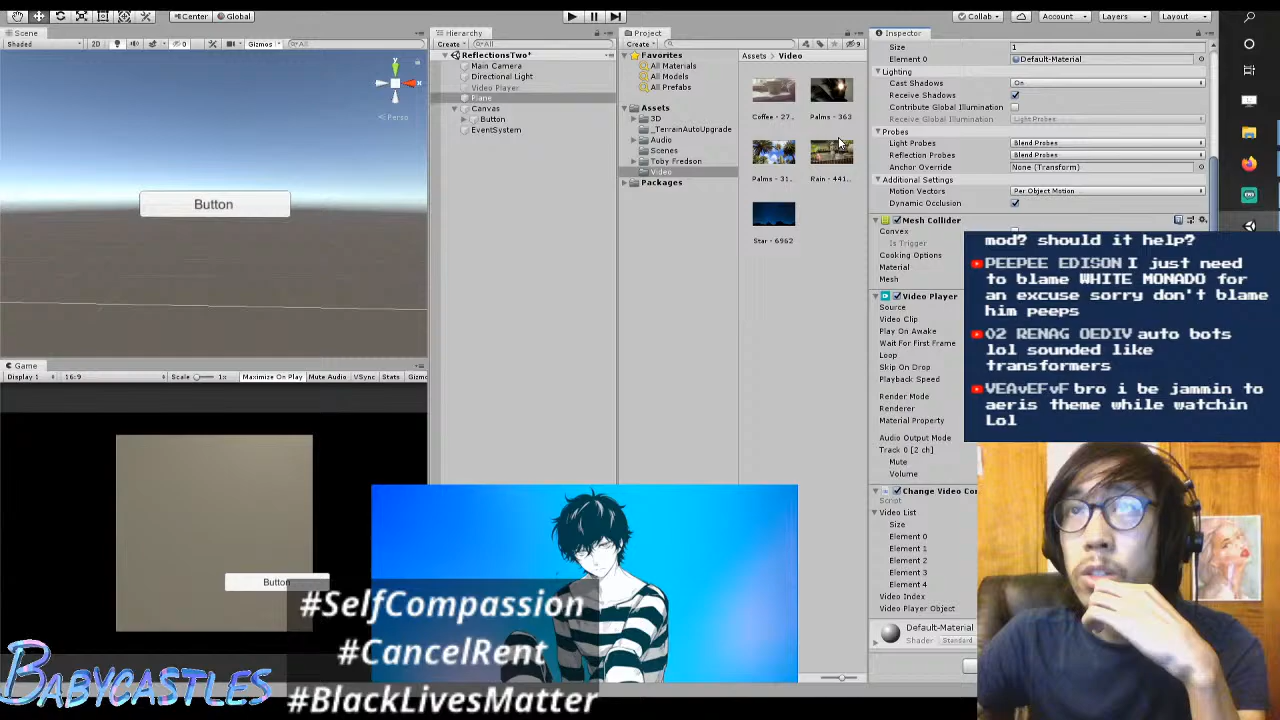 Center
Global
Collab
Account
Layers
Layout
Scene
Shaded
2D
0
Gizmos
All
Hierarchy
Create
All
ReflectionsTwo*
Main Camera
Directional Light
Video Player
Plane
Canvas
Button
EventSystem
Persp
y
x
Button
Project
Create
9
Favorites
All Materials
All Models
All Prefabs
Assets
3D
_TerrainAutoUpgrade
Audio
Scenes
Toby Fredson
Video
Packages
Assets
Video
Coffee - 27...
Palms - 363
Palms - 31...
Rain - 441...
Star - 6962
Inspector
Size
1
Element 0
Default-Material
Lighting
Cast Shadows
On
Receive Shadows
Contribute Global Illumination
Receive Global Illumination
Light Probes
Probes
Light Probes
Blend Probes
Reflection Probes
Blend Probes
Anchor Override
None (Transform)
Additional Settings
Motion Vectors
Per Object Motion
Dynamic Occlusion
Mesh Collider
Convex
Is Trigger
Cooking Options
Material
Mesh
Video Player
Source
Video Clip
Play On Awake
Wait For First Frame
Loop
Skip On Drop
Playback Speed
Render Mode
Renderer
Material Property
Audio Output Mode
Track 0 [2 ch]
Mute
Volume
Change Video Con
Script
Video List
Size
Element 0
Element 1
Element 2
Element 3
Element 4
Video Index
Video Player Object
Default-Material
Shader
Standard
mod? should it help?
PEEPEE EDISON I just need
to blame WHITE MONADO for
an excuse sorry don't blame
him peeps
02 RENAG OEDIV auto bots
lol sounded like
transformers
VEAvEFvF bro i be jammin to
aeris theme while watchin
Lol
Game
Display 1
16:9
Scale
1x
Maximize On Play
Mute Audio
VSync
Stats
Gizmo
Button
#SelfCompassion
#CancelRent
#BlackLivesMatter
BABYCASTLES